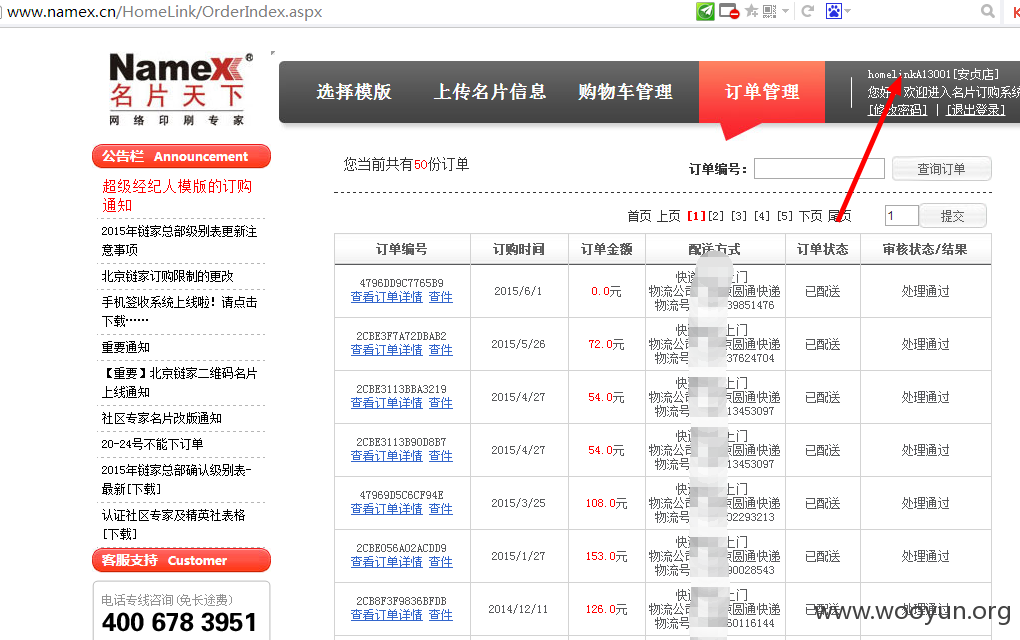 www.namex.cn/HomeLink/OrderIndex.aspx
NameX®
名片天下
网络印刷专家
选择模版
上传名片信息
购物车管理
订单管理
homelinkA13001[安贞店]
您好，欢迎进入名片订购系统
[修改密码] | [退出登录]
公告栏 Announcement
超级经纪人模版的订购
通知
2015年链家总部级别表更新注
意事项
北京链家订购限制的更改
手机签收系统上线啦！请点击
下载……
重要通知
【重要】北京链家二维码名片
上线通知
社区专家名片改版通知
20-24号不能下订单
2015年链家总部确认级别表-
最新[下载]
认证社区专家及精英社表格
[下载]
客服支持 Customer
电话专线咨询(免长途费)
400 678 3951
您当前共有50份订单
订单编号：
查询订单
首页 上页 [1] [2] [3] [4] [5] 下页 尾页
1
提交
订单编号 订购时间 订单金额 配送方式 订单状态 审核状态/结果
4796DD9C7765B9
查看订单详情 查件
2015/6/1
0.0元
快递 上门
物流公司 圆通快递
物流号 39851476
已配送
处理通过
2CBE3F7A72DBAB2
查看订单详情 查件
2015/5/26
72.0元
快 上门
物流公司 京圆通快递
物流号 37624704
已配送
处理通过
2CBE3113BBA3219
查看订单详情 查件
2015/4/27
54.0元
快 上门
物流公司 京圆通快递
物流号 13453097
已配送
处理通过
2CBE3113B90D8B7
查看订单详情 查件
2015/4/27
54.0元
快 上门
物流公司 京圆通快递
物流号 13453097
已配送
处理通过
47969D5C6CF94E
查看订单详情 查件
2015/3/25
108.0元
快 上门
物流公司 京圆通快递
物流号 02293213
已配送
处理通过
2CBE056A02ACDD9
查看订单详情 查件
2015/1/27
153.0元
快 上门
物流公司 京圆通快递
物流号 90028543
已配送
处理通过
2CB8F3F9836BFDB
查看订单详情 查件
2014/12/11
126.0元
快 上门
物流公司 京圆通快递
物流号 60116144
已配送
处理通过
www.wooyun.org